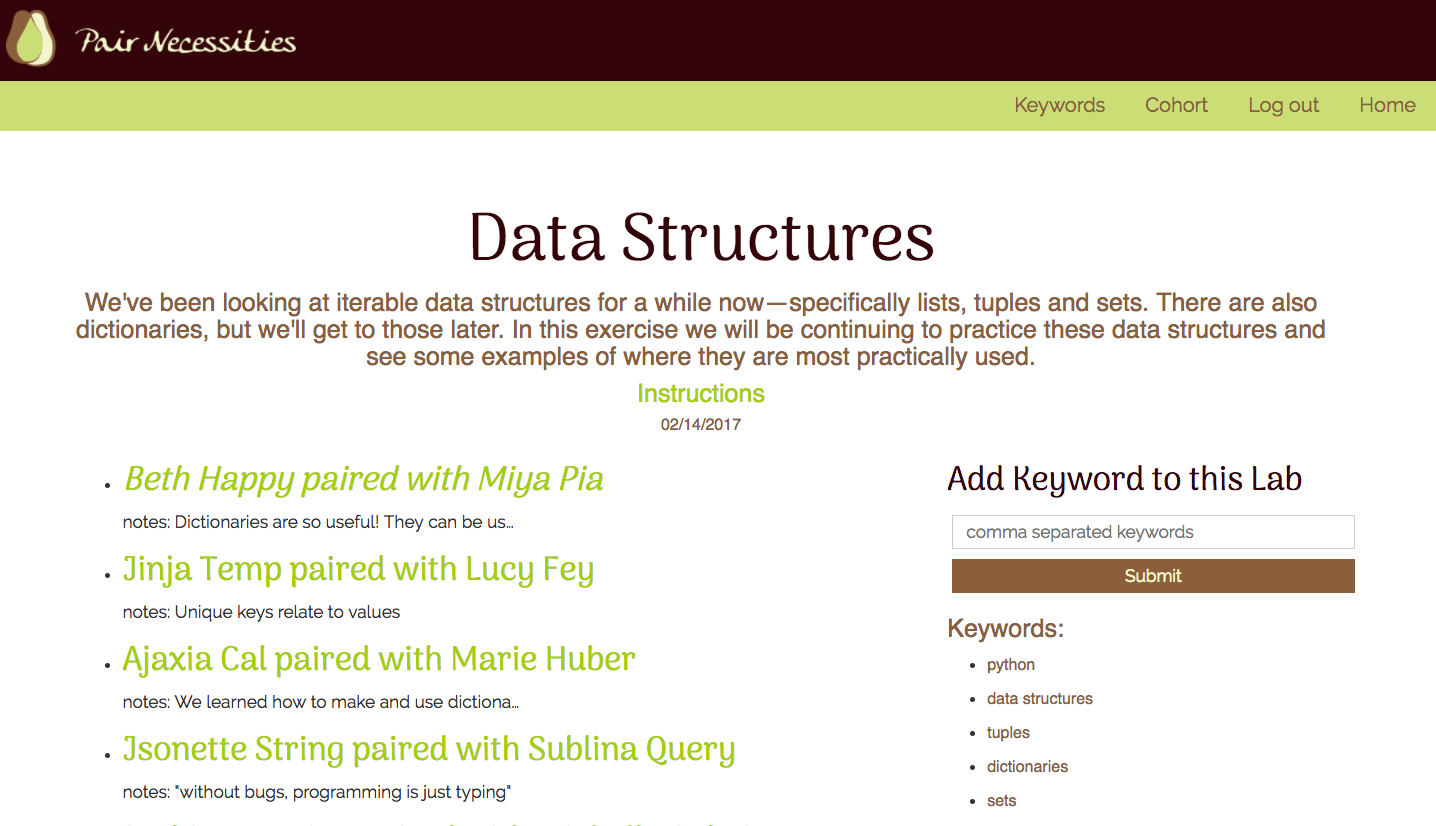 Pair Necessities
Keywords Cohort Log out Home
Data Structures
We've been looking at iterable data structures for a while now—specifically lists, tuples and sets. There are also
dictionaries, but we'll get to those later. In this exercise we will be continuing to practice these data structures and
see some examples of where they are most practically used.
Instructions
02/14/2017
Beth Happy paired with Miya Pia
notes: Dictionaries are so useful! They can be us...
Jinja Temp paired with Lucy Fey
notes: Unique keys relate to values
Ajaxia Cal paired with Marie Huber
notes: We learned how to make and use dictiona...
Jsonette String paired with Sublina Query
notes: "without bugs, programming is just typing"
Add Keyword to this Lab
comma separated keywords
Submit
Keywords:
python
data structures
tuples
dictionaries
sets